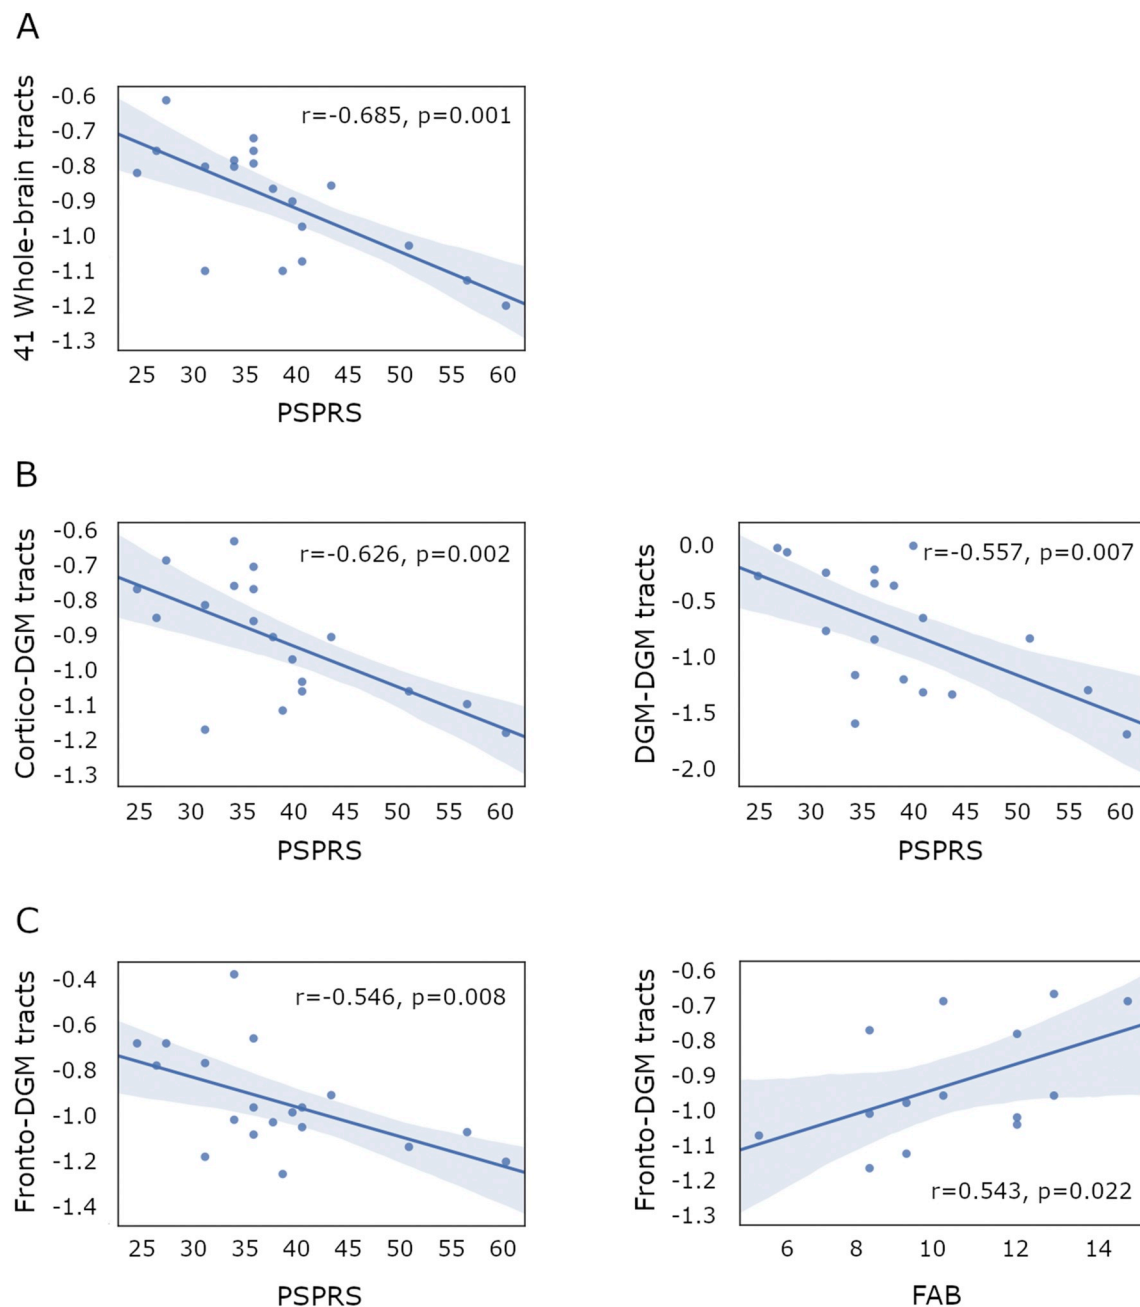 A
41 Whole-brain tracts
-0.6
-0.7
-0.8
-0.9
-1.0
-1.1
-1.2
-1.3
r=-0.685, p=0.001
25 30 35 40 45 50 55 60
PSPRS
B
Cortico-DGM tracts
-0.6
-0.7
-0.8
-0.9
-1.0
-1.1
-1.2
-1.3
r=-0.626, p=0.002
25 30 35 40 45 50 55 60
PSPRS
DGM-DGM tracts
0.0
-0.5
-1.0
-1.5
-2.0
r=-0.557, p=0.007
25 30 35 40 45 50 55 60
PSPRS
C
Fronto-DGM tracts
-0.4
-0.6
-0.8
-1.0
-1.2
-1.4
r=-0.546, p=0.008
25 30 35 40 45 50 55 60
PSPRS
Fronto-DGM tracts
-0.6
-0.7
-0.8
-0.9
-1.0
-1.1
-1.2
-1.3
r=0.543, p=0.022
6 8 10 12 14
FAB